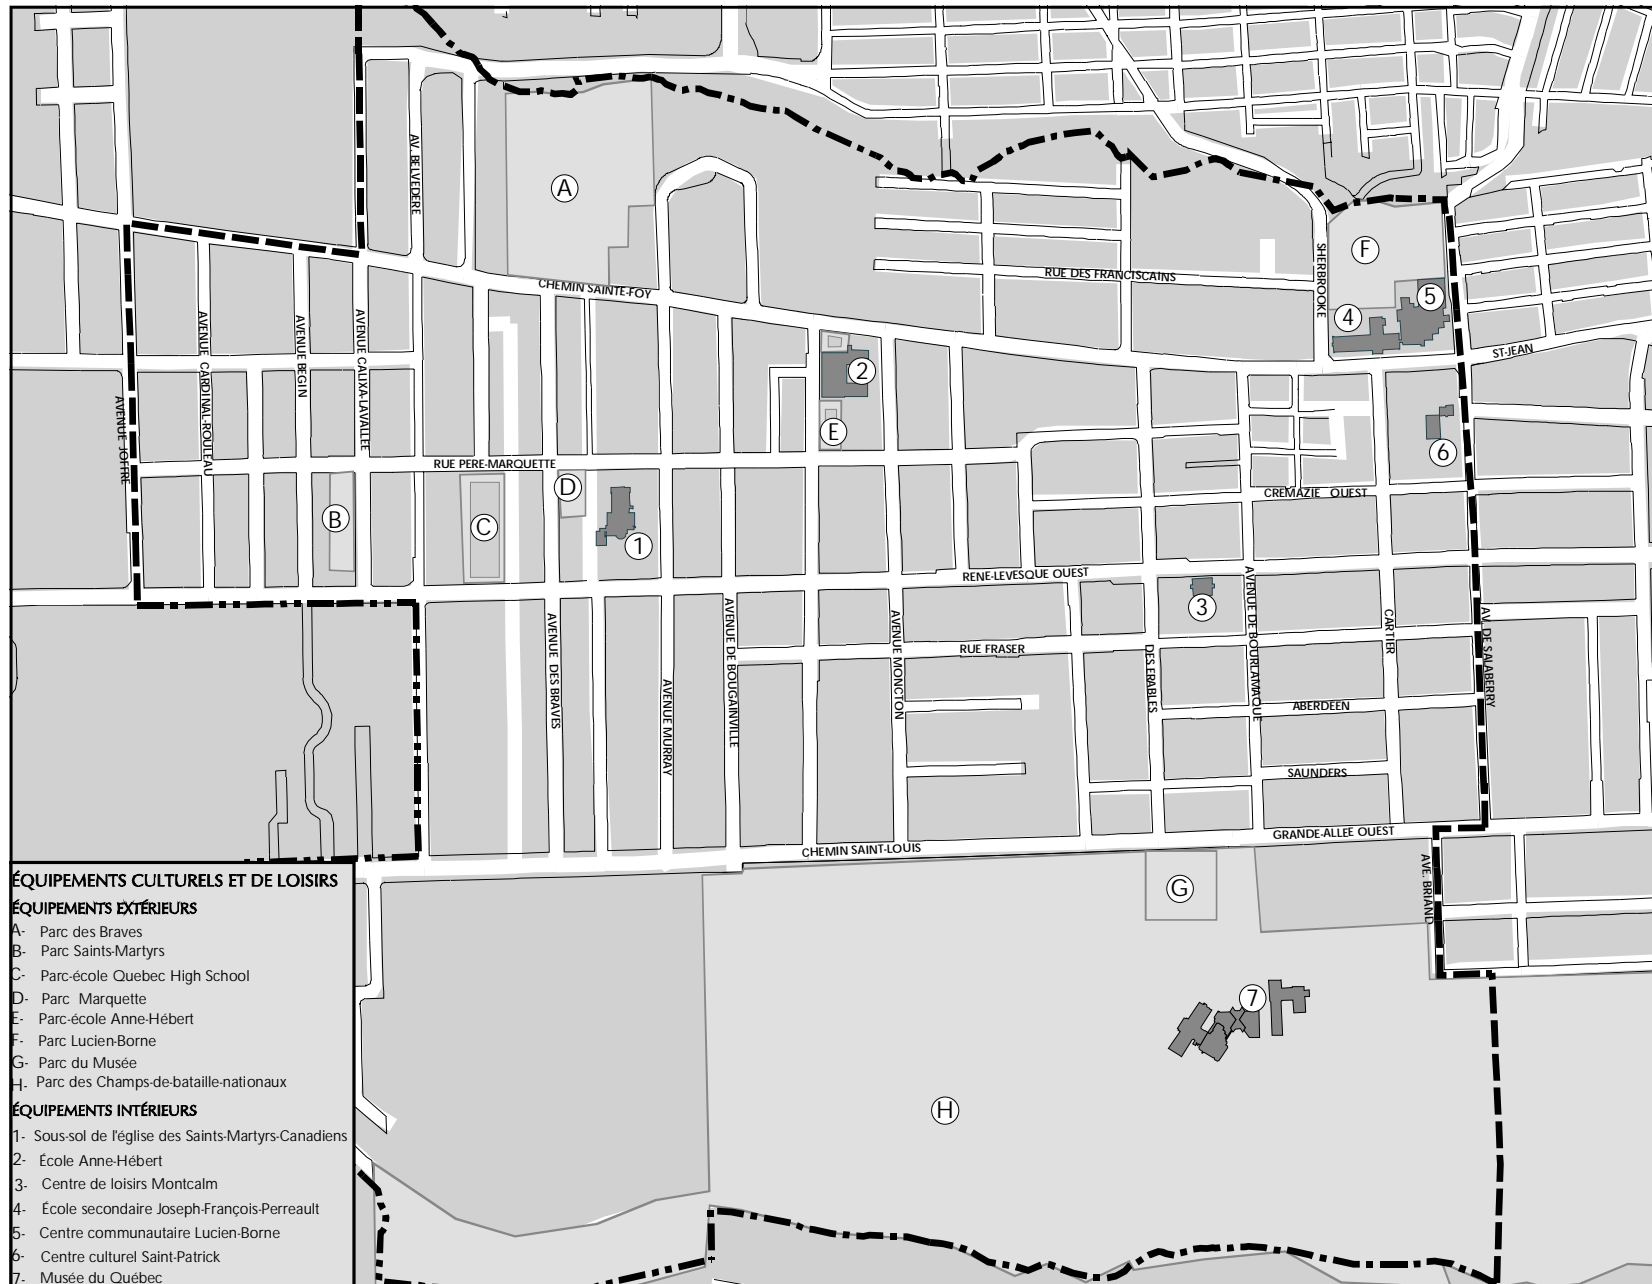 AV. BELVEDERE
A
F
SHERBROOKE
RUE DES FRANCISCAINS
CHEMIN SAINTE-FOY
5
4
ST-JEAN
AVENUE CARDINAL-ROULEAU
AVENUE BEGIN
AVENUE CALIXA-LAVALLEE
AVENUE JOFFRE
2
E
6
RUE PERE-MARQUETTE
D
CREMAZIE OUEST
B
C
1
RENE-LEVESQUE OUEST
3
AVENUE DES BRAVES
AVENUE MURRAY
AVENUE DE BOUGAINVILLE
AVENUE MONCTON
RUE FRASER
DES ERABLES
AVENUE DE BOURLAMAQUE
CARTIER
AV. DE SALABERRY
ABERDEEN
SAUNDERS
GRANDE-ALLEE OUEST
CHEMIN SAINT-LOUIS
AVE. BRIAND
G
7
H
ÉQUIPEMENTS CULTURELS ET DE LOISIRS
ÉQUIPEMENTS EXTÉRIEURS
A- Parc des Braves
B- Parc Saints-Martyrs
C- Parc-école Quebec High School
D- Parc Marquette
E- Parc-école Anne-Hébert
F- Parc Lucien-Borne
G- Parc du Musée
H- Parc des Champs-de-bataille-nationaux
ÉQUIPEMENTS INTÉRIEURS
1- Sous-sol de l'église des Saints-Martyrs-Canadiens
2- École Anne-Hébert
3- Centre de loisirs Montcalm
4- École secondaire Joseph-François-Perreault
5- Centre communautaire Lucien-Borne
6- Centre culturel Saint-Patrick
7- Musée du Québec